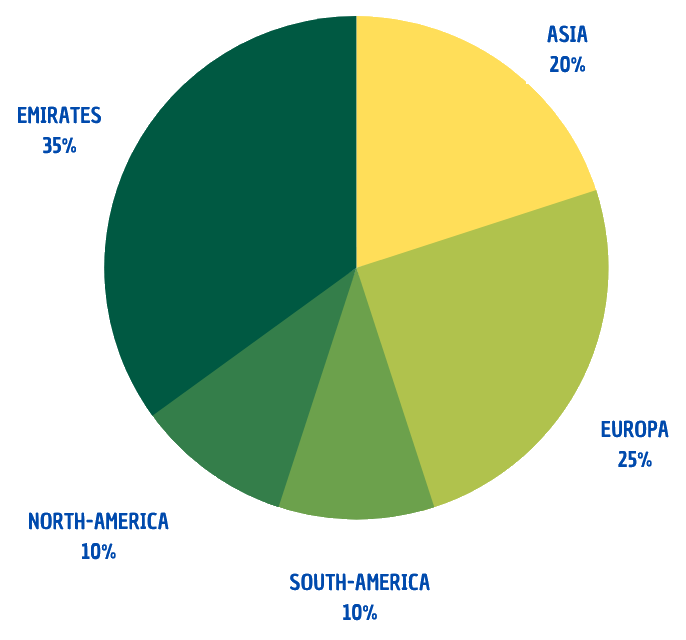 ASIA
20%
EMIRATES
35%
EUROPA
25%
NORTH-AMERICA
10%
SOUTH-AMERICA
10%